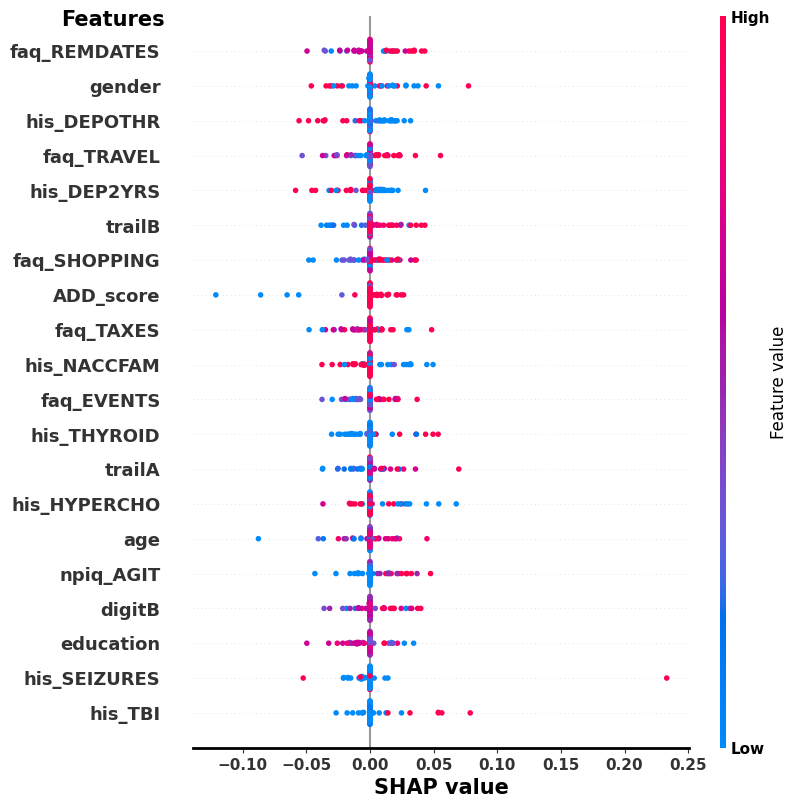 Features
High
faq_REMDATES
gender
his_DEPOTHR
faq_TRAVEL
his_DEP2YRS
trailB
faq_SHOPPING
ADD_score
faq_TAXES
his_NACCFAM
faq_EVENTS
his_THYROID
trailA
his_HYPERCHO
age
npiq_AGIT
digitB
education
his_SEIZURES
his_TBI
Feature value
Low
−0.10 −0.05 0.00 0.05 0.10 0.15 0.20 0.25
SHAP value